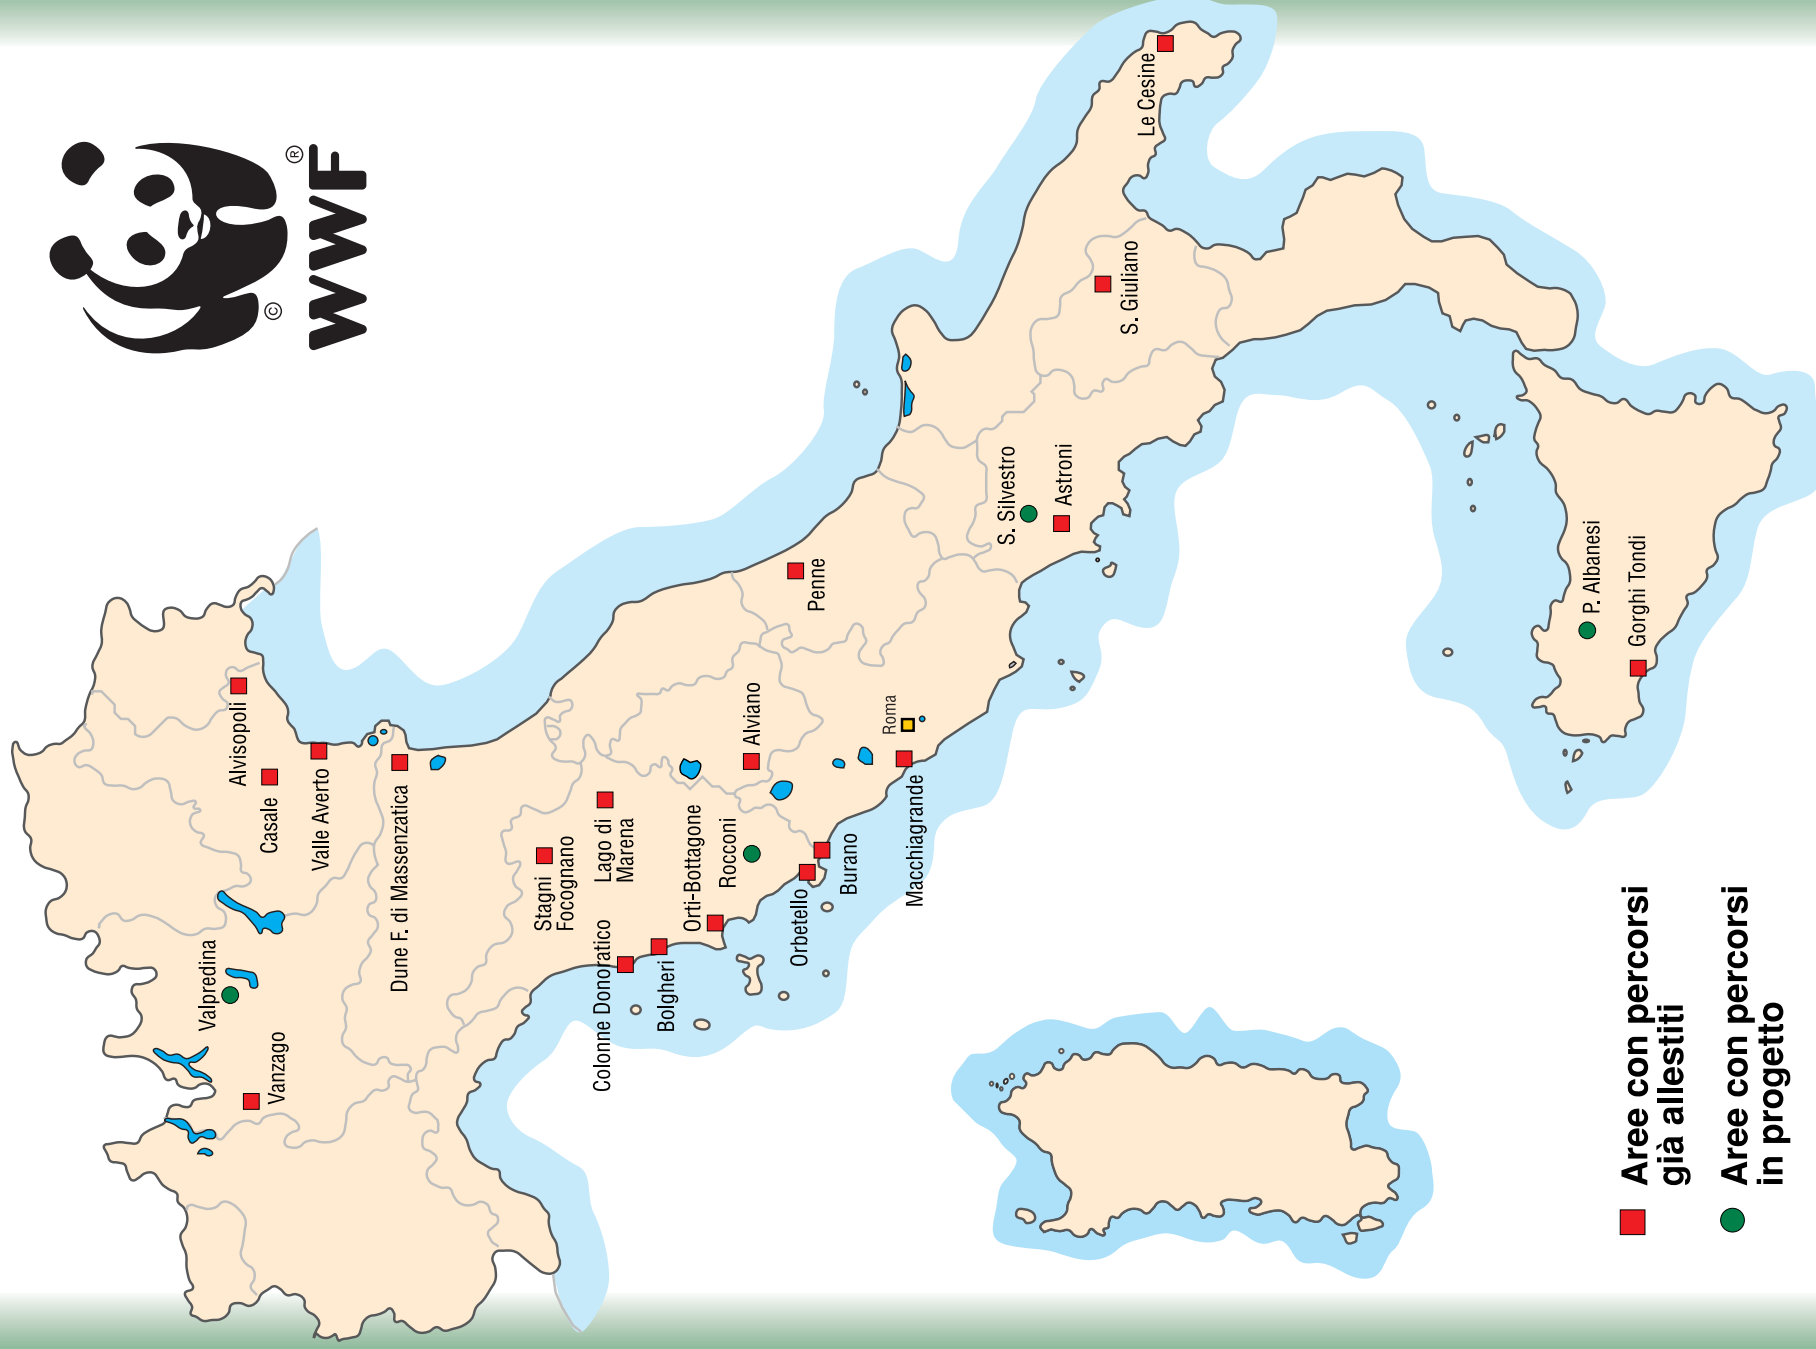 ©
®
WWF
Alvisopoli
Casale
Valle Averto
Valpredina
Vanzago
Dune F. di Massenzatica
Stagni
Focognano
Lago di
Marena
Colonne Donoratico
Bolgheri
Orti-Bottagone
Rocconi
Alviano
Penne
Orbetello
Burano
Roma
Macchiagrande
S. Silvestro
Astroni
S. Giuliano
Le Cesine
P. Albanesi
Gorghi Tondi
Aree con percorsi
già allestiti
Aree con percorsi
in progetto